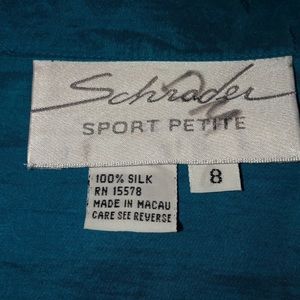 Schrader
SPORT PETITE
100% SILK
RN 15578
MADE IN MACAU
CARE SEE REVERSE
8